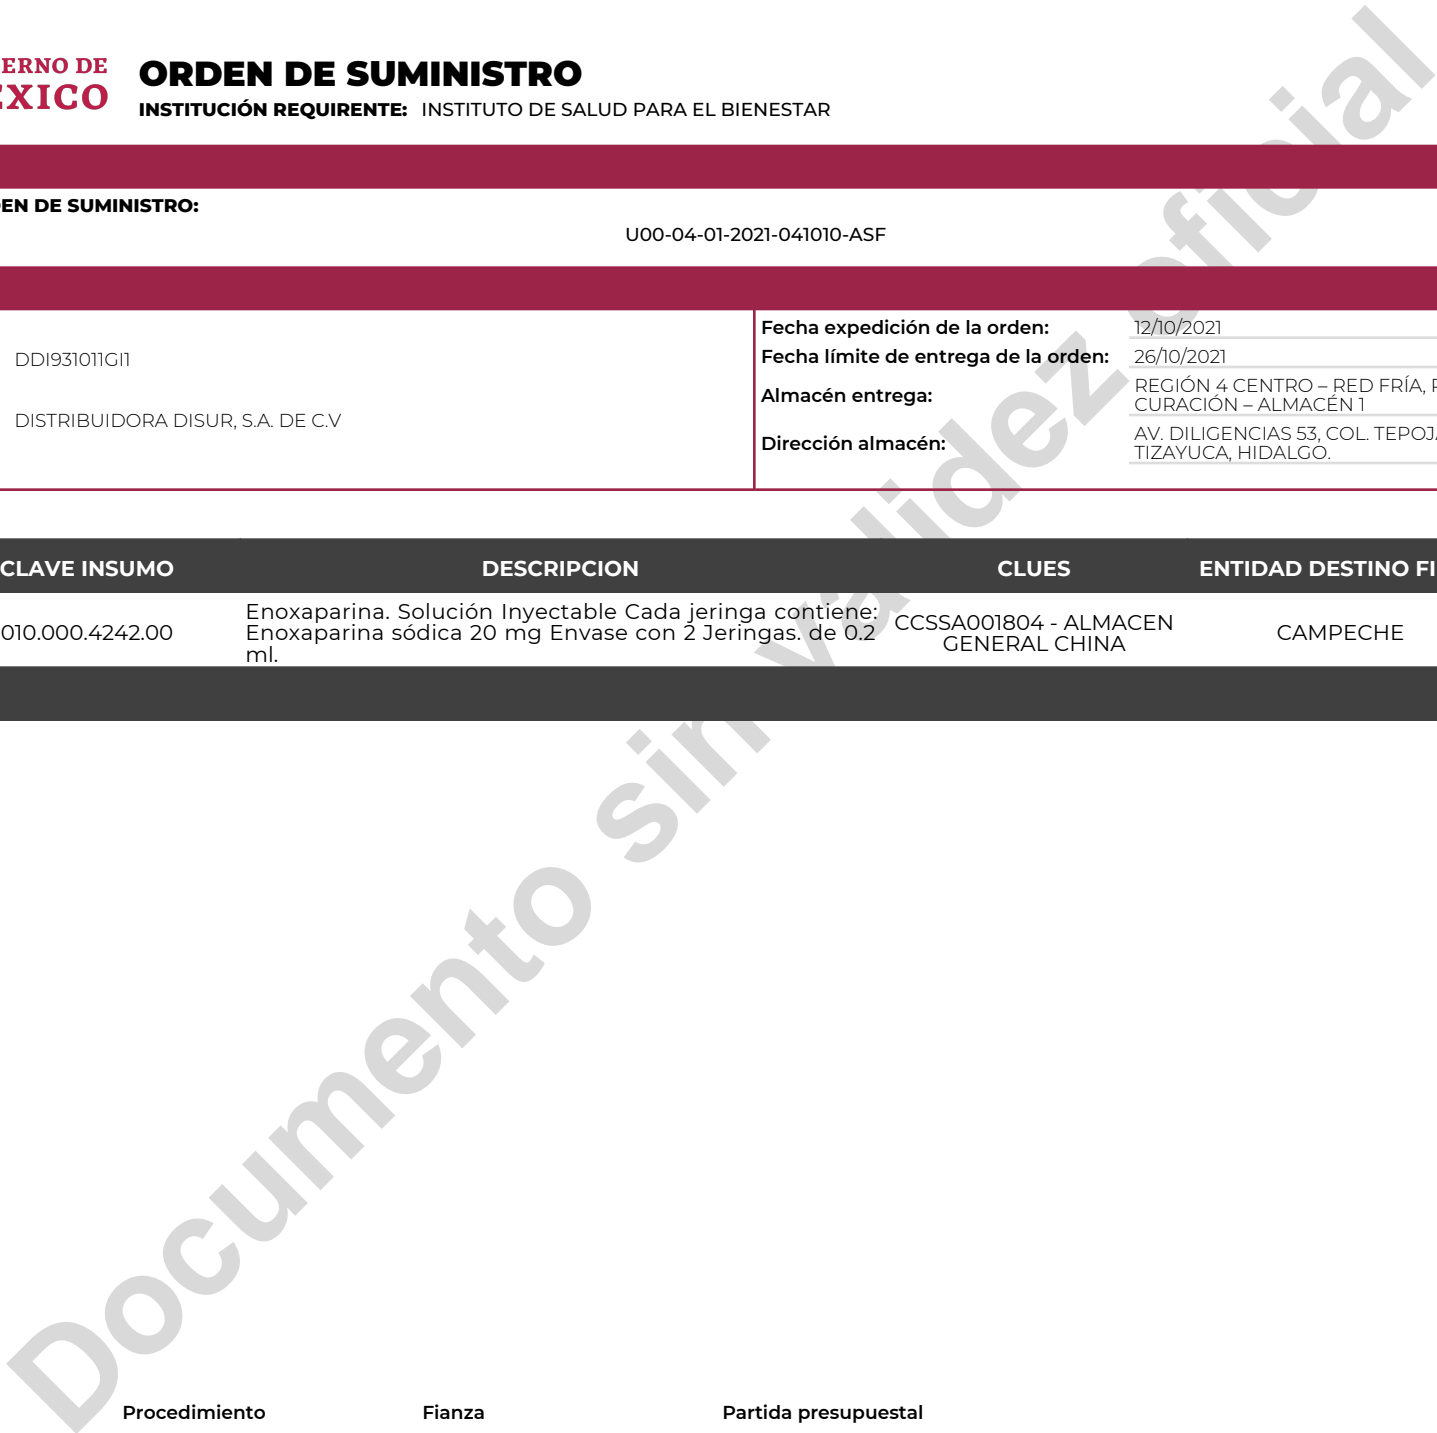 ERNO DE
ORDEN DE SUMINISTRO
INSTITUCIÓN REQUIRENTE: INSTITUTO DE SALUD PARA EL BIENESTAR
EN DE SUMINISTRO:
U00-04-01-2021-041010-ASF
DDI931011GI1
DISTRIBUIDORA DISUR, S.A. DE C.V
Fecha expedición de la orden: 12/10/2021
Fecha límite de entrega de la orden: 26/10/2021
Almacén entrega: REGIÓN 4 CENTRO – RED FRÍA,
CURACIÓN – ALMACÉN 1
Dirección almacén: AV. DILIGENCIAS 53, COL. TEPOJ
TIZAYUCA, HIDALGO.
CLAVE INSUMO DESCRIPCION CLUES ENTIDAD DESTINO FI
010.000.4242.00
Enoxaparina. Solución Inyectable Cada jeringa contiene:
Enoxaparina sódica 20 mg Envase con 2 Jeringas. de 0.2
ml.
CCSSA001804 - ALMACEN
GENERAL CHINA
CAMPECHE
Documento sin validez oficial
Procedimiento Fianza Partida presupuestal